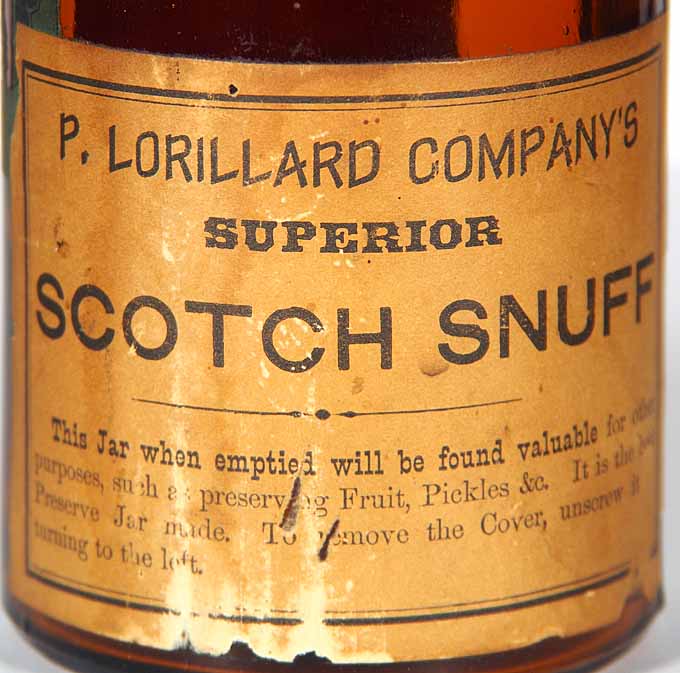 P. LORILLARD COMPANY'S
SUPERIOR
SCOTCH SNUFF
This Jar when emptied will be found valuable for other
purposes, such as preserving Fruit, Pickles &c. It is the best
Preserve Jar made. To remove the Cover, unscrew it
turning to the left.